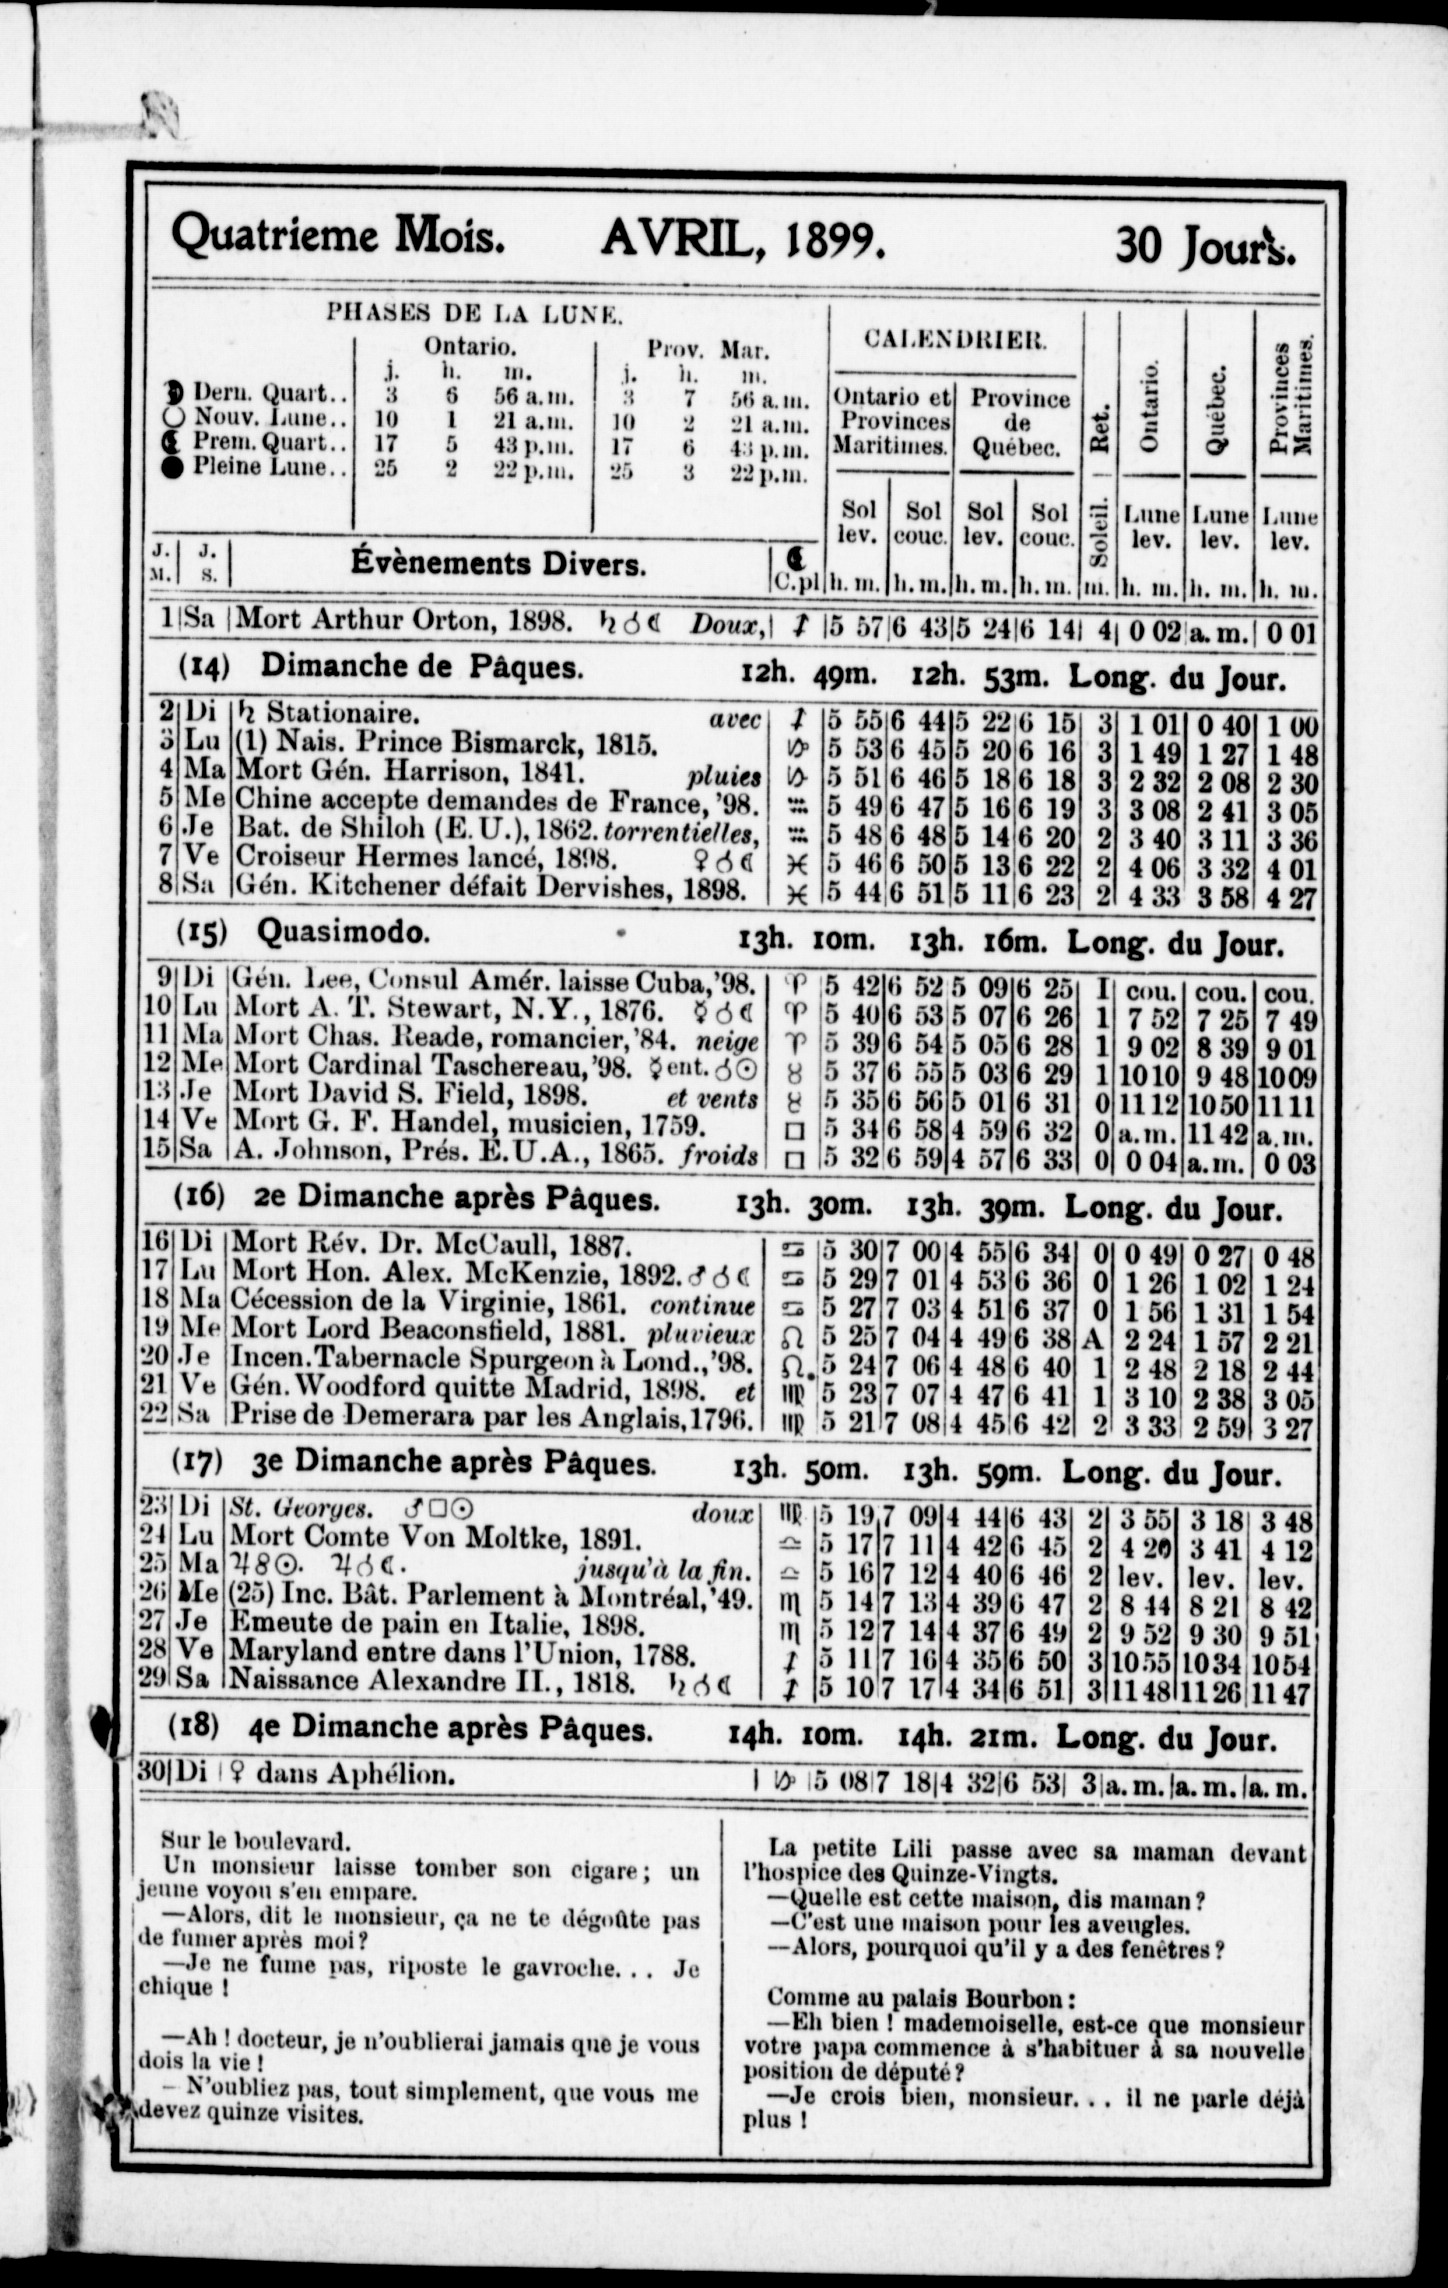 Quatrieme Mois. AVRIL, 1899. 30 Jours.
PHASES DE LA LUNE.
Ontario. Prov. Mar.
j. h. m. j. h. m.
Dern. Quart.. 3 6 56 a.m. 3 7 56 a.m.
Nouv. Lune.. 10 1 21 a.m. 10 2 21 a.m.
Prem. Quart.. 17 5 43 p.m. 17 6 43 p.m.
Pleine Lune.. 25 2 22 p.m. 25 3 22 p.m.
CALENDRIER.
Ontario et Provinces Maritimes.
Province de Québec.
Soleil. Ret.
Ontario.
Québec.
Provinces Maritimes.
Sol lev. Sol couc. Sol lev. Sol couc. Lune lev. Lune lev. Lune lev.
J. M. J. S. Évènements Divers. ☾ C.pl h. m. h. m. h. m. h. m. m. h. m. h. m. h. m.
1 Sa Mort Arthur Orton, 1898. ♄☌☾ Doux, ♐ 5 57 6 43 5 24 6 14 4 0 02 a. m. 0 01
(14) Dimanche de Pâques. 12h. 49m. 12h. 53m. Long. du Jour.
2 Di ♄ Stationaire. avec ♐ 5 55 6 44 5 22 6 15 3 1 01 0 40 1 00
3 Lu (1) Nais. Prince Bismarck, 1815. ♑ 5 53 6 45 5 20 6 16 3 1 49 1 27 1 48
4 Ma Mort Gén. Harrison, 1841. pluies ♑ 5 51 6 46 5 18 6 18 3 2 32 2 08 2 30
5 Me Chine accepte demandes de France, '98. ♒ 5 49 6 47 5 16 6 19 3 3 08 2 41 3 05
6 Je Bat. de Shiloh (E. U.), 1862. torrentielles, ♒ 5 48 6 48 5 14 6 20 2 3 40 3 11 3 36
7 Ve Croiseur Hermes lancé, 1898. ♀☌☾ ♓ 5 46 6 50 5 13 6 22 2 4 06 3 32 4 01
8 Sa Gén. Kitchener défait Dervishes, 1898. ♓ 5 44 6 51 5 11 6 23 2 4 33 3 58 4 27
(15) Quasimodo. 13h. 10m. 13h. 16m. Long. du Jour.
9 Di Gén. Lee, Consul Amér. laisse Cuba, '98. ♈ 5 42 6 52 5 09 6 25 1 cou. cou. cou.
10 Lu Mort A. T. Stewart, N.Y., 1876. ☿☌☾ ♈ 5 40 6 53 5 07 6 26 1 7 52 7 25 7 49
11 Ma Mort Chas. Reade, romancier, '84. neige ♈ 5 39 6 54 5 05 6 28 1 9 02 8 39 9 01
12 Me Mort Cardinal Taschereau, '98. ☿ent.☌☉ ♉ 5 37 6 55 5 03 6 29 1 10 10 9 48 10 09
13 Je Mort David S. Field, 1898. et vents ♉ 5 35 6 56 5 01 6 31 0 11 12 10 50 11 11
14 Ve Mort G. F. Handel, musicien, 1759. □ 5 34 6 58 4 59 6 32 0 a. m. 11 42 a. m.
15 Sa A. Johnson, Prés. E.U.A., 1865. froids □ 5 32 6 59 4 57 6 33 0 0 04 a. m. 0 03
(16) 2e Dimanche après Pâques. 13h. 30m. 13h. 39m. Long. du Jour.
16 Di Mort Rév. Dr. McCaull, 1887. ♋ 5 30 7 00 4 55 6 34 0 0 49 0 27 0 48
17 Lu Mort Hon. Alex. McKenzie, 1892. ♂☌☾ ♋ 5 29 7 01 4 53 6 36 0 1 26 1 02 1 24
18 Ma Cécession de la Virginie, 1861. continue ♋ 5 27 7 03 4 51 6 37 0 1 56 1 31 1 54
19 Me Mort Lord Beaconsfield, 1881. pluvieux ♌ 5 25 7 04 4 49 6 38 A 2 24 1 57 2 21
20 Je Incen. Tabernacle Spurgeon à Lond., '98. ♌ 5 24 7 06 4 48 6 40 1 2 48 2 18 2 44
21 Ve Gén. Woodford quitte Madrid, 1898. et ♍ 5 23 7 07 4 47 6 41 1 3 10 2 38 3 05
22 Sa Prise de Demerara par les Anglais, 1796. ♍ 5 21 7 08 4 45 6 42 2 3 33 2 59 3 27
(17) 3e Dimanche après Pâques. 13h. 50m. 13h. 59m. Long. du Jour.
23 Di St. Georges. ♂□☉ doux ♍ 5 19 7 09 4 44 6 43 2 3 55 3 18 3 48
24 Lu Mort Comte Von Moltke, 1891. ♎ 5 17 7 11 4 42 6 45 2 4 20 3 41 4 12
25 Ma ♃☍☉. ♃☌☾. jusqu'à la fin. ♎ 5 16 7 12 4 40 6 46 2 lev. lev. lev.
26 Me (25) Inc. Bât. Parlement à Montréal, '49. ♏ 5 14 7 13 4 39 6 47 2 8 44 8 21 8 42
27 Je Emeute de pain en Italie, 1898. ♏ 5 12 7 14 4 37 6 49 2 9 52 9 30 9 51
28 Ve Maryland entre dans l'Union, 1788. ♐ 5 11 7 16 4 35 6 50 3 10 55 10 34 10 54
29 Sa Naissance Alexandre II., 1818. ♄☌☾ ♐ 5 10 7 17 4 34 6 51 3 11 48 11 26 11 47
(18) 4e Dimanche après Pâques. 14h. 10m. 14h. 21m. Long. du Jour.
30 Di ♀ dans Aphélion. ♑ 5 08 7 18 4 32 6 53 3 a. m. a. m. a. m.
Sur le boulevard.
Un monsieur laisse tomber son cigare; un
jeune voyou s'en empare.
—Alors, dit le monsieur, ça ne te dégoûte pas
de fumer après moi?
—Je ne fume pas, riposte le gavroche. . . Je
chique !
—Ah ! docteur, je n'oublierai jamais que je vous
dois la vie !
– N'oubliez pas, tout simplement, que vous me
devez quinze visites.
La petite Lili passe avec sa maman devant
l'hospice des Quinze-Vingts.
—Quelle est cette maison, dis maman ?
—C'est une maison pour les aveugles.
—Alors, pourquoi qu'il y a des fenêtres ?
Comme au palais Bourbon :
—Eh bien ! mademoiselle, est-ce que monsieur
votre papa commence à s'habituer à sa nouvelle
position de député ?
—Je crois bien, monsieur. . . il ne parle déjà
plus !